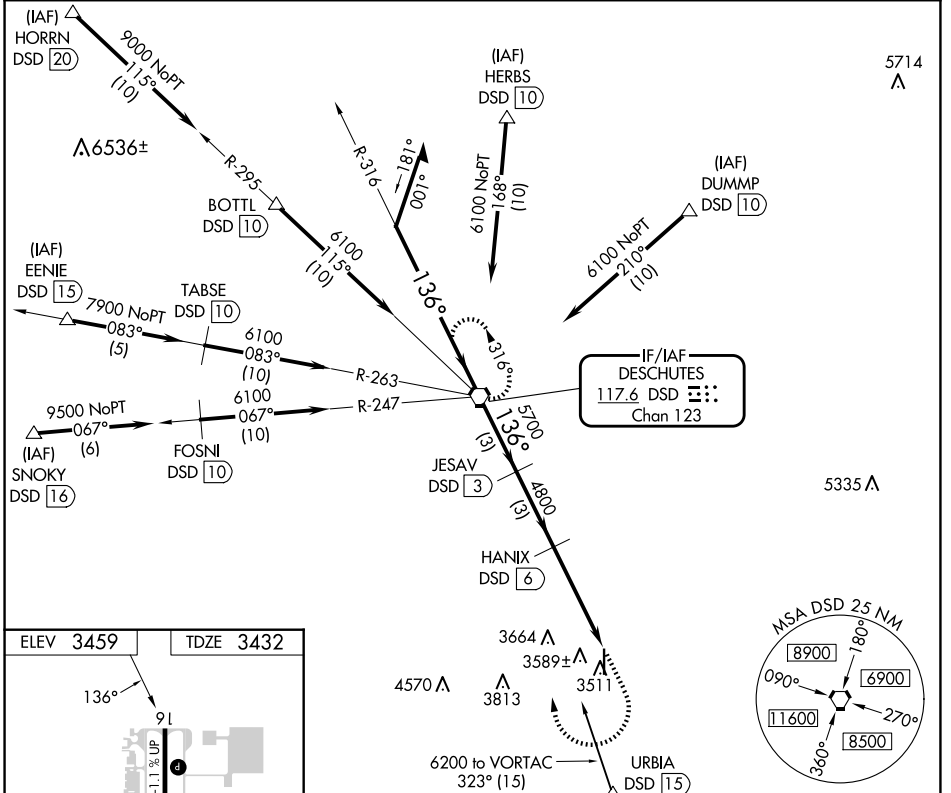 (IAF)
HORRN
DSD 20
9000 NoPT
115°
(10)
6536±
R-295
BOTTL
DSD 10
6100
115°
(10)
R-316
181°
001°
136°
(IAF)
HERBS
DSD 10
6100 NoPT
168°
(10)
5714
(IAF)
DUMMP
DSD 10
6100 NoPT
210°
(10)
(IAF)
EENIE
DSD 15
7900 NoPT
083°
(5)
TABSE
DSD 10
6100
083°
(10)
R-263
316°
IF/IAF
DESCHUTES
117.6 DSD
Chan 123
9500 NoPT
067°
(6)
(IAF)
SNOKY
DSD 16
6100
067°
(10)
R-247
FOSNI
DSD 10
5700
136°
(3)
JESAV
DSD 3
4800
(3)
HANIX
DSD 6
5335
3664
3589±
3511
4570
3813
6200 to VORTAC
323° (15)
URBIA
DSD 15
MSA DSD 25 NM
8900
180°
090°
6900
11600
270°
360°
8500
ELEV 3459
TDZE 3432
136°
16
1.1 % UP
P